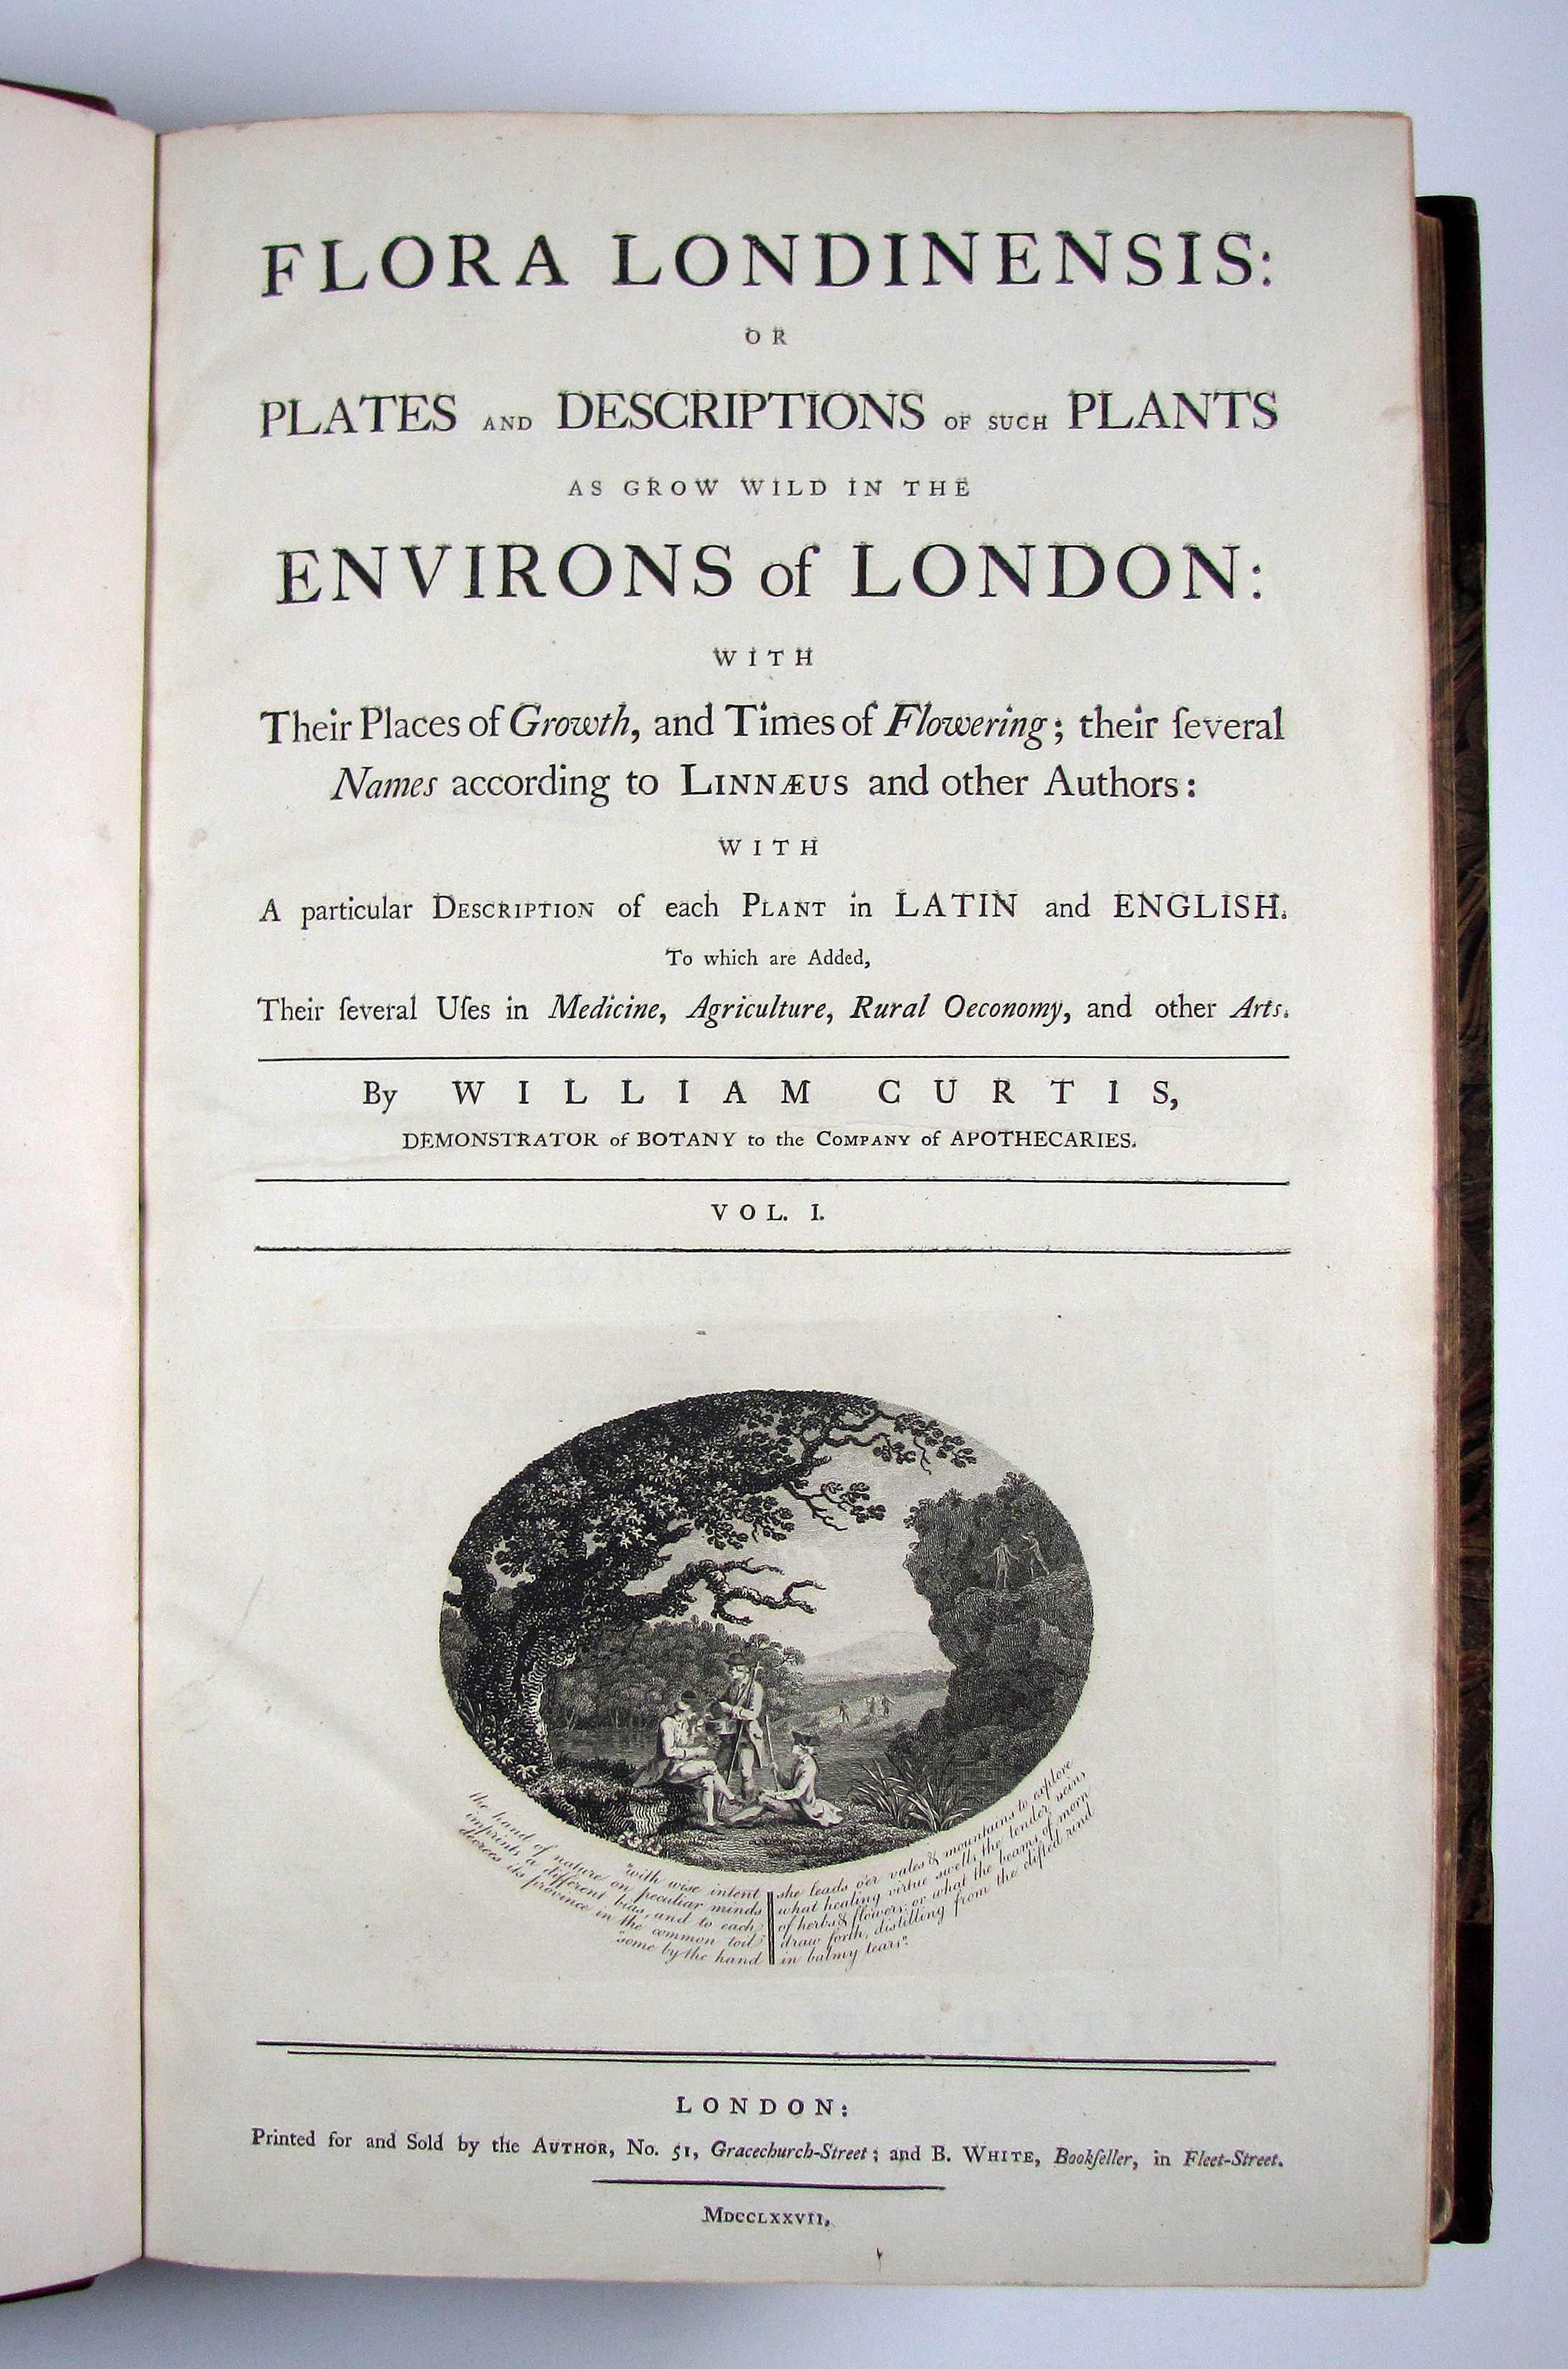 FLORA LONDINENSIS:
OR
PLATES AND DESCRIPTIONS OF SUCH PLANTS
AS GROW WILD IN THE
ENVIRONS of LONDON:
WITH
Their Places of Growth, and Times of Flowering; their ſeveral
Names according to LINNÆUS and other Authors:
WITH
A particular DESCRIPTION of each PLANT in LATIN and ENGLISH.
To which are Added,
Their ſeveral Uſes in Medicine, Agriculture, Rural Oeconomy, and other Arts.
By WILLIAM CURTIS,
DEMONSTRATOR of BOTANY to the COMPANY of APOTHECARIES.
VOL. I.
"with wise intent
the hand of nature on peculiar minds
imprints a different bias, and to each
decrees its province in the common toil"
"some by the hand
she leads o'er vales & mountains to explore
what healing virtue swells the tender veins
of herbs & flowers; or what the beams of morn
draw forth, distilling from the clifted rind
in balmy tears".
LONDON:
Printed for and Sold by the AUTHOR, No. 51, Gracechurch-Street; and B. WHITE, Bookſeller, in Fleet-Street.
MDCCLXXVII.